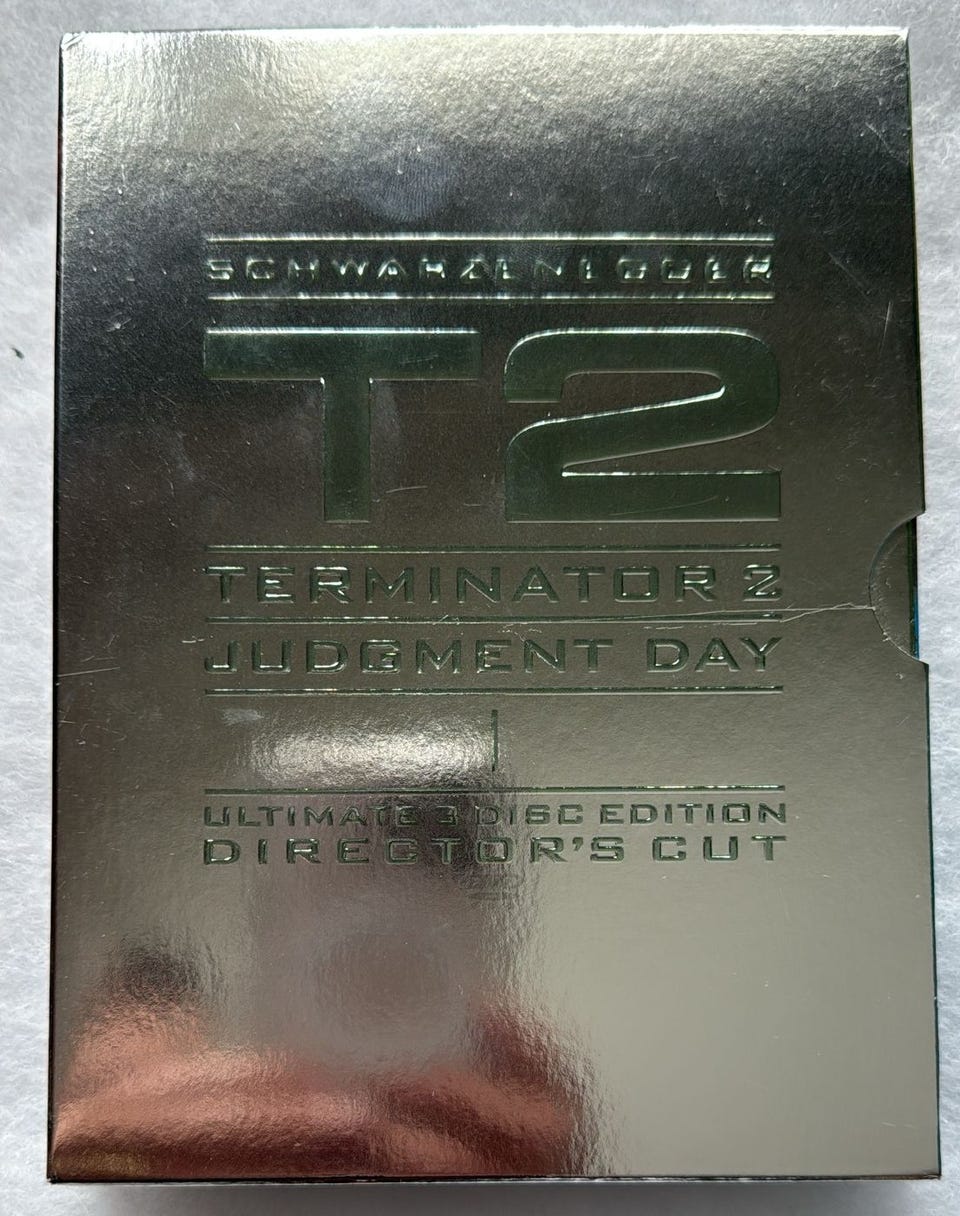 SCHWARZENEGGER
T2
TERMINATOR 2
JUDGMENT DAY
ULTIMATE 3 DISC EDITION
DIRECTOR'S CUT